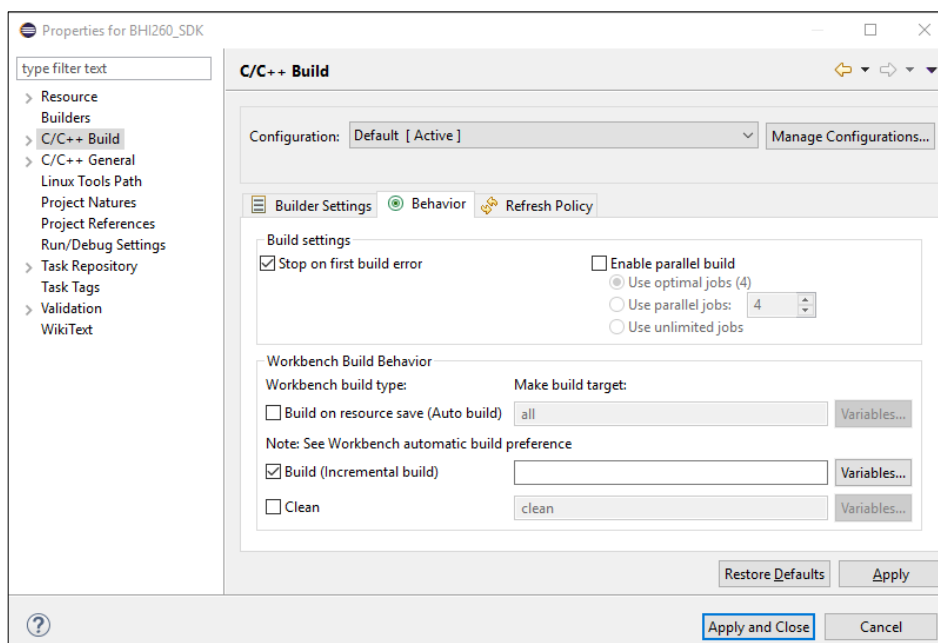 Properties for BHI260_SDK
type filter text
Resource
Builders
C/C++ Build
C/C++ General
Linux Tools Path
Project Natures
Project References
Run/Debug Settings
Task Repository
Task Tags
Validation
WikiText
C/C++ Build
Configuration: Default [ Active ] Manage Configurations...
Builder Settings Behavior Refresh Policy
Build settings
Stop on first build error Enable parallel build
Use optimal jobs (4)
Use parallel jobs: 4
Use unlimited jobs
Workbench Build Behavior
Workbench build type: Make build target:
Build on resource save (Auto build) all Variables...
Note: See Workbench automatic build preference
Build (Incremental build) Variables...
Clean clean Variables...
Restore Defaults Apply
? Apply and Close Cancel